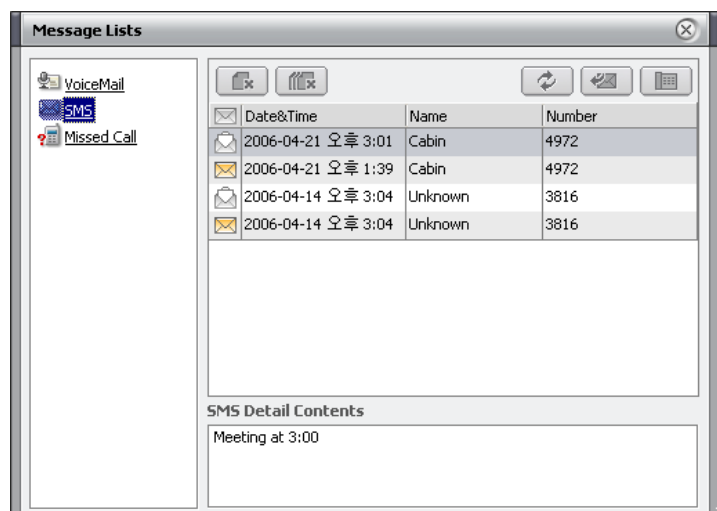 Message Lists
VoiceMail
SMS
Missed Call
Date&Time Name Number
2006-04-21 오후 3:01 Cabin 4972
2006-04-21 오후 1:39 Cabin 4972
2006-04-14 오후 3:04 Unknown 3816
2006-04-14 오후 3:04 Unknown 3816
SMS Detail Contents
Meeting at 3:00